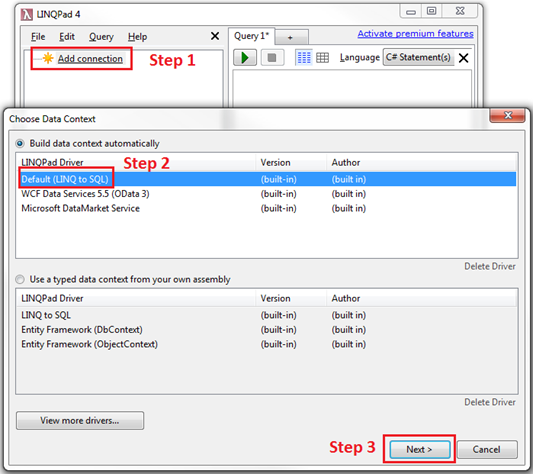 LINQPad 4
File Edit Query Help
Query 1* +
Activate premium features
Add connection Step 1
Language C# Statement(s)
Choose Data Context
Build data context automatically
Step 2
LINQPad Driver Version Author
Default (LINQ to SQL) (built-in) (built in)
WCF Data Services 5.5 (OData 3) (built-in) (built in)
Microsoft DataMarket Service (built-in) (built in)
Delete Driver
Use a typed data context from your own assembly
LINQPad Driver Version Author
LINQ to SQL (built-in) (built in)
Entity Framework (DbContext) (built-in) (built in)
Entity Framework (ObjectContext) (built-in) (built in)
Delete Driver
View more drivers...
Step 3 Next > Cancel